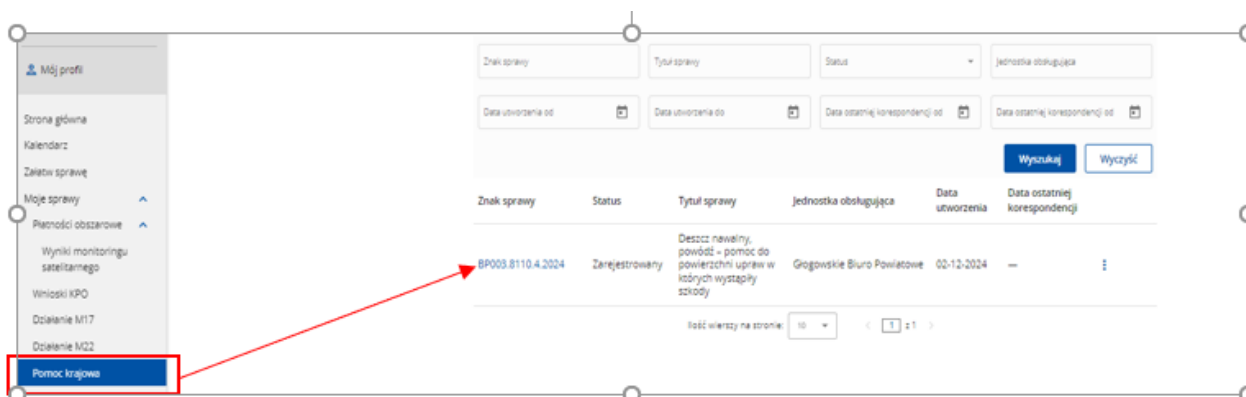 Mój profil
Strona główna
Kalendarz
Załatw sprawę
Moje sprawy
Płatności obszarowe
Wyniki monitoringu
satelitarnego
Wnioski KPO
Działanie M17
Działanie M22
Pomoc krajowa
Znak sprawy Tytuł sprawy Status Jednostka obsługująca
Data utworzenia od Data utworzenia do Data ostatniej korespondencji od Data ostatniej korespondencji od
Wyszukaj Wyczyść
Znak sprawy Status Tytuł sprawy Jednostka obsługująca Data utworzenia Data ostatniej korespondencji
BP003.8110.4.2024 Zarejestrowany Deszcz nawalny,
powódź – pomoc do
powierzchni upraw w
których wystąpiły
szkody
Głogowskie Biuro Powiatowe 02-12-2024 —
Ilość wierszy na stronie: 10 1 z 1